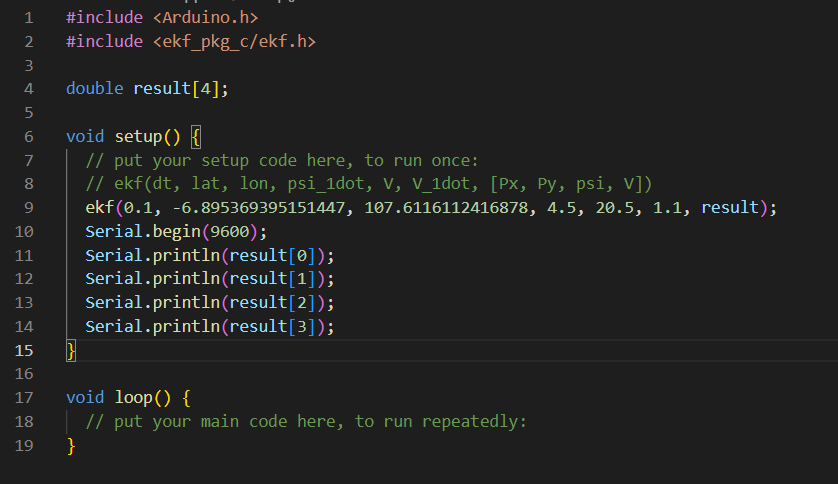 1 #include <Arduino.h>
2 #include <ekf_pkg_c/ekf.h>
3
4 double result[4];
5
6 void setup() {
7 // put your setup code here, to run once:
8 // ekf(dt, lat, lon, psi_1dot, V, V_1dot, [Px, Py, psi, V])
9 ekf(0.1, -6.895369395151447, 107.6116112416878, 4.5, 20.5, 1.1, result);
10 Serial.begin(9600);
11 Serial.println(result[0]);
12 Serial.println(result[1]);
13 Serial.println(result[2]);
14 Serial.println(result[3]);
15 }
16
17 void loop() {
18 // put your main code here, to run repeatedly:
19 }